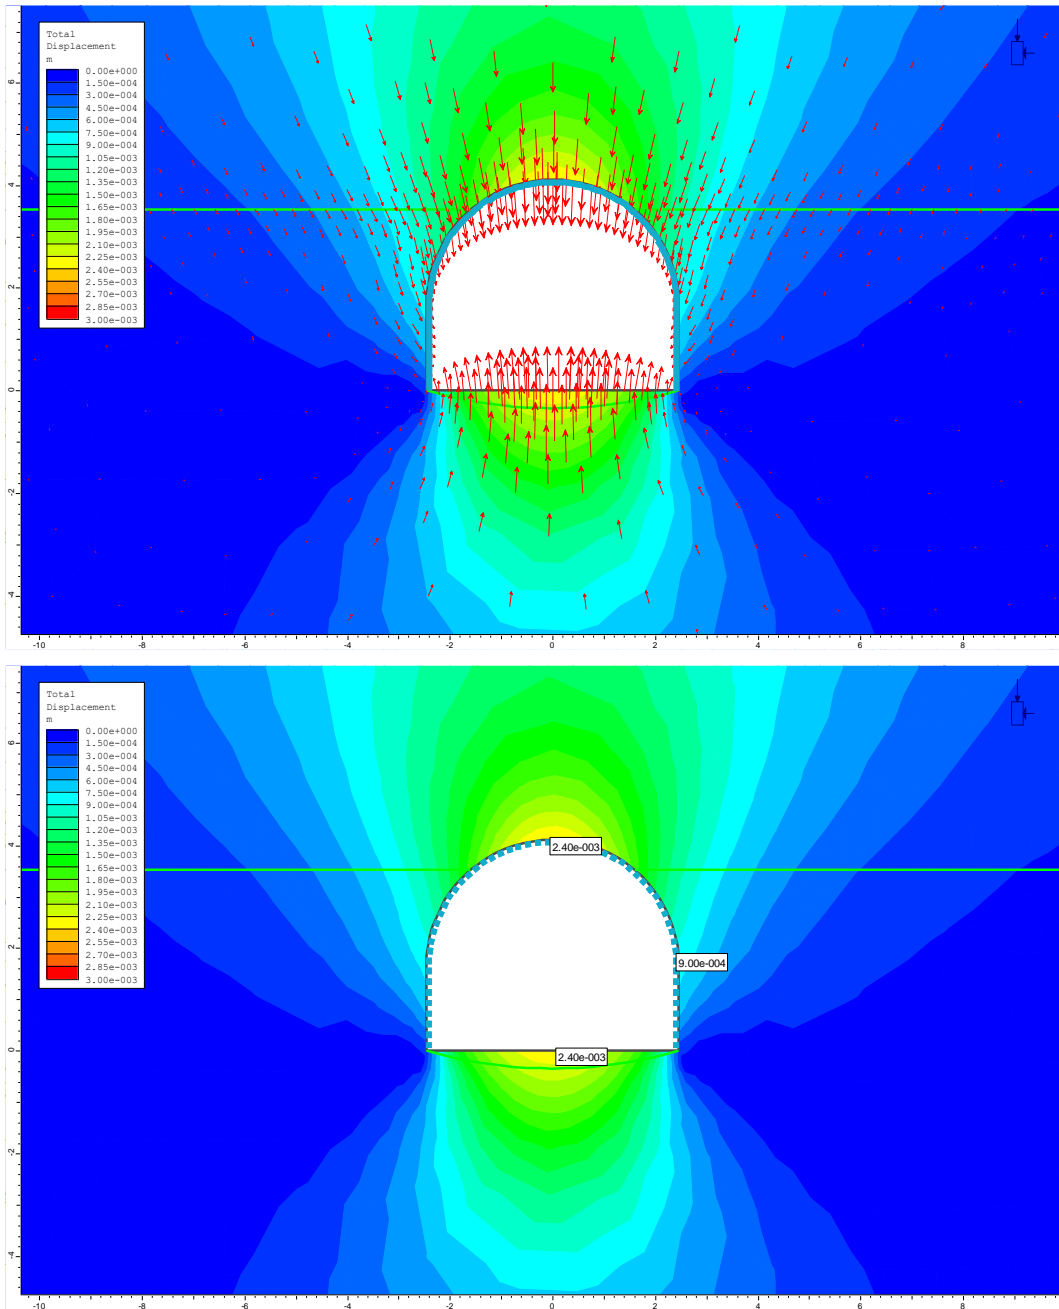 Total
Displacement
m
0.00e+000
1.50e-004
3.00e-004
4.50e-004
6.00e-004
7.50e-004
9.00e-004
1.05e-003
1.20e-003
1.35e-003
1.50e-003
1.65e-003
1.80e-003
1.95e-003
2.10e-003
2.25e-003
2.40e-003
2.55e-003
2.70e-003
2.85e-003
3.00e-003
6
4
2
0
-2
-4
-10 -8 -6 -4 -2 0 2 4 6 8
Total
Displacement
m
0.00e+000
1.50e-004
3.00e-004
4.50e-004
6.00e-004
7.50e-004
9.00e-004
1.05e-003
1.20e-003
1.35e-003
1.50e-003
1.65e-003
1.80e-003
1.95e-003
2.10e-003
2.25e-003
2.40e-003
2.55e-003
2.70e-003
2.85e-003
3.00e-003
2.40e-003
9.00e-004
2.40e-003
6
4
2
0
-2
-4
-10 -8 -6 -4 -2 0 2 4 6 8